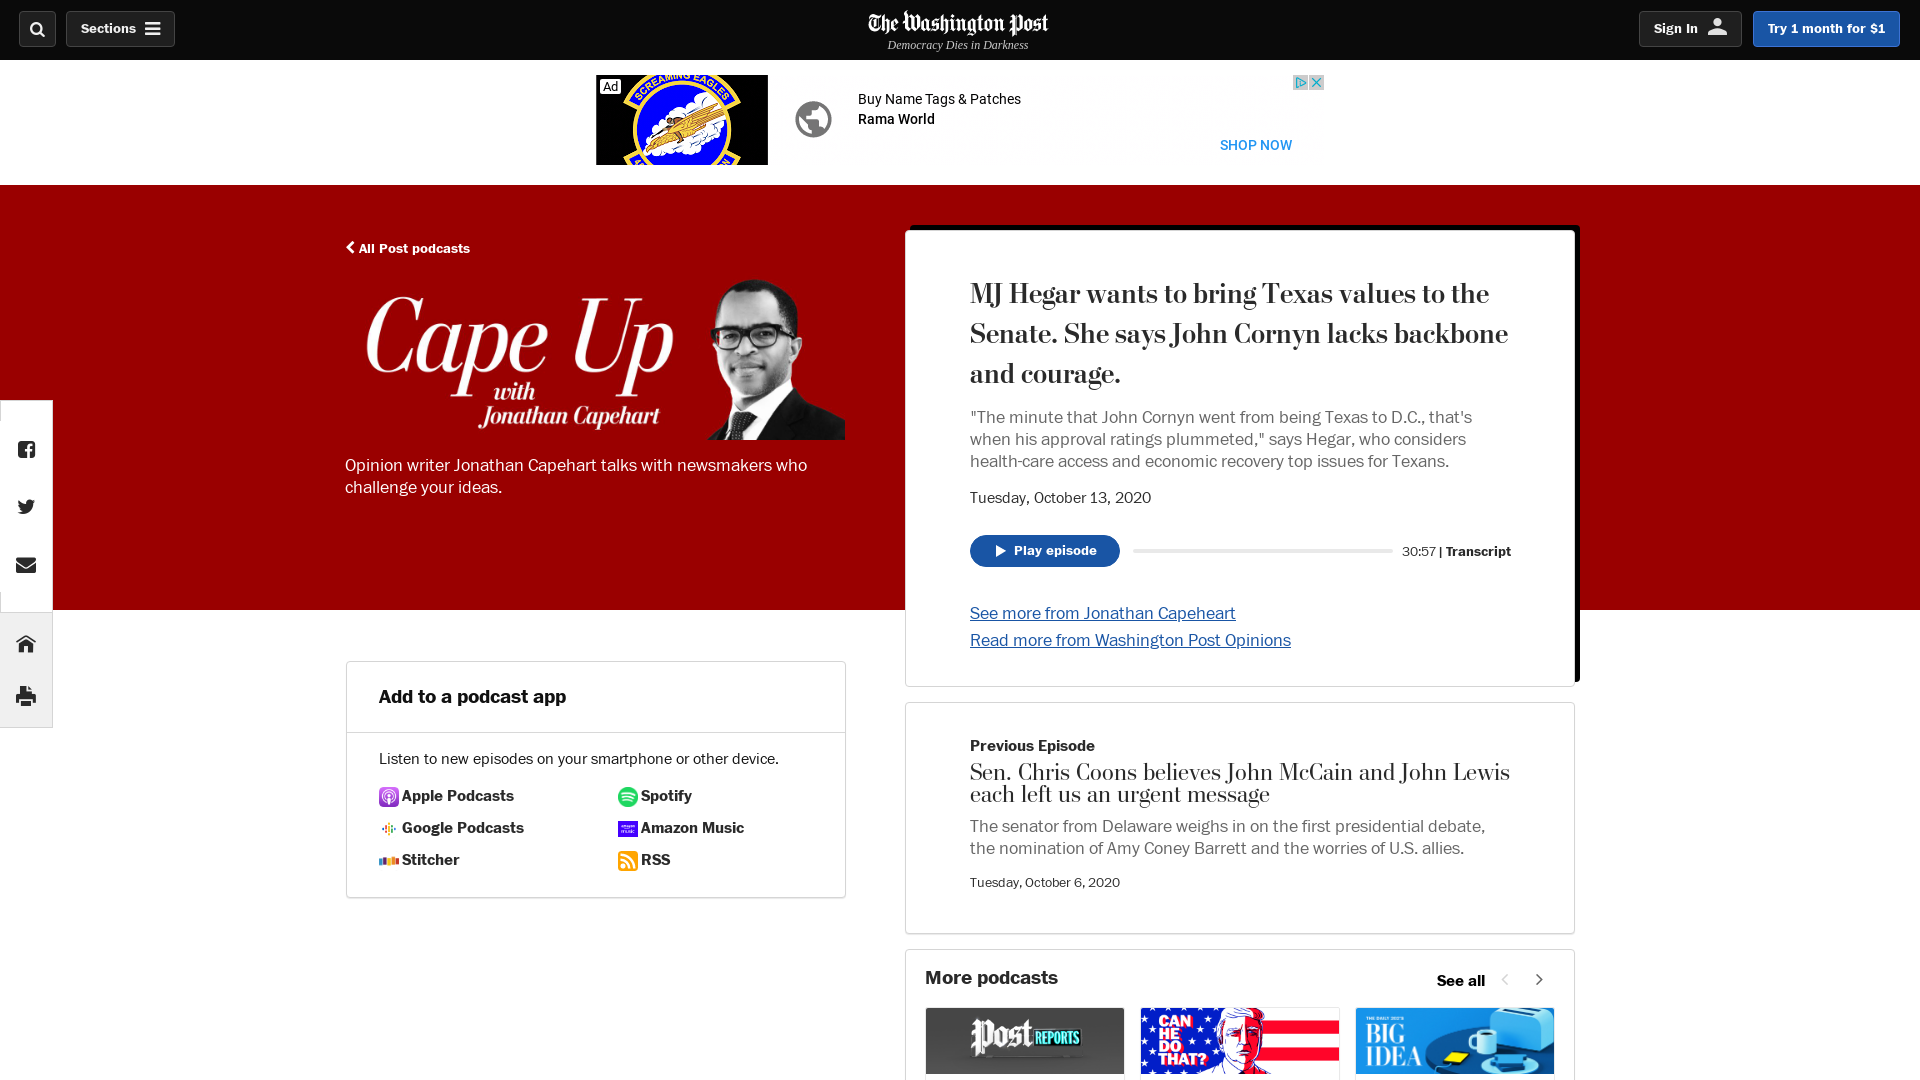 Sections
The Washington Post
Democracy Dies in Darkness
Sign In
Try 1 month for $1
Ad
SCREAMING EAGLES
Buy Name Tags & Patches
Rama World
SHOP NOW
All Post podcasts
Cape Up
with
Jonathan Capehart
Opinion writer Jonathan Capehart talks with newsmakers who
challenge your ideas.
MJ Hegar wants to bring Texas values to the
Senate. She says John Cornyn lacks backbone
and courage.
"The minute that John Cornyn went from being Texas to D.C., that's
when his approval ratings plummeted," says Hegar, who considers
health-care access and economic recovery top issues for Texans.
Tuesday, October 13, 2020
Play episode
30:57 | Transcript
See more from Jonathan Capeheart
Read more from Washington Post Opinions
Add to a podcast app
Listen to new episodes on your smartphone or other device.
Apple Podcasts
Spotify
Google Podcasts
Amazon Music
Stitcher
RSS
Previous Episode
Sen. Chris Coons believes John McCain and John Lewis
each left us an urgent message
The senator from Delaware weighs in on the first presidential debate,
the nomination of Amy Coney Barrett and the worries of U.S. allies.
Tuesday, October 6, 2020
More podcasts
See all
Post REPORTS
CAN
HE
DO
THAT?
THE DAILY 202'S
BIG
IDEA